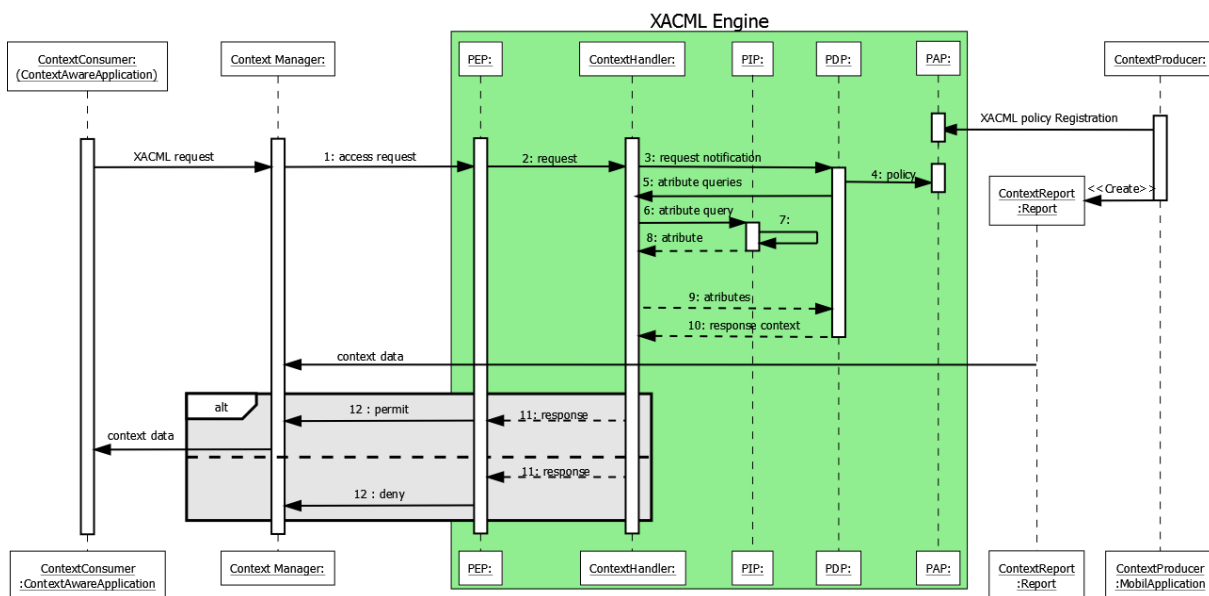 XACML Engine
ContextConsumer:
(ContextAwareApplication)
Context Manager:
PEP:
ContextHandler:
PIP:
PDP:
PAP:
ContextProducer:
XACML policy Registration
XACML request
1: access request
2: request
3: request notification
4: policy
5: atribute queries
<<Create>>
ContextReport
:Report
6: atribute query
7:
8: atribute
9: atributes
10: response context
context data
alt
12 : permit
11: response
context data
11: response
12 : deny
ContextConsumer
:ContextAwareApplication
Context Manager:
PEP:
ContextHandler:
PIP:
PDP:
PAP:
ContextReport
:Report
ContextProducer
:MobilApplication